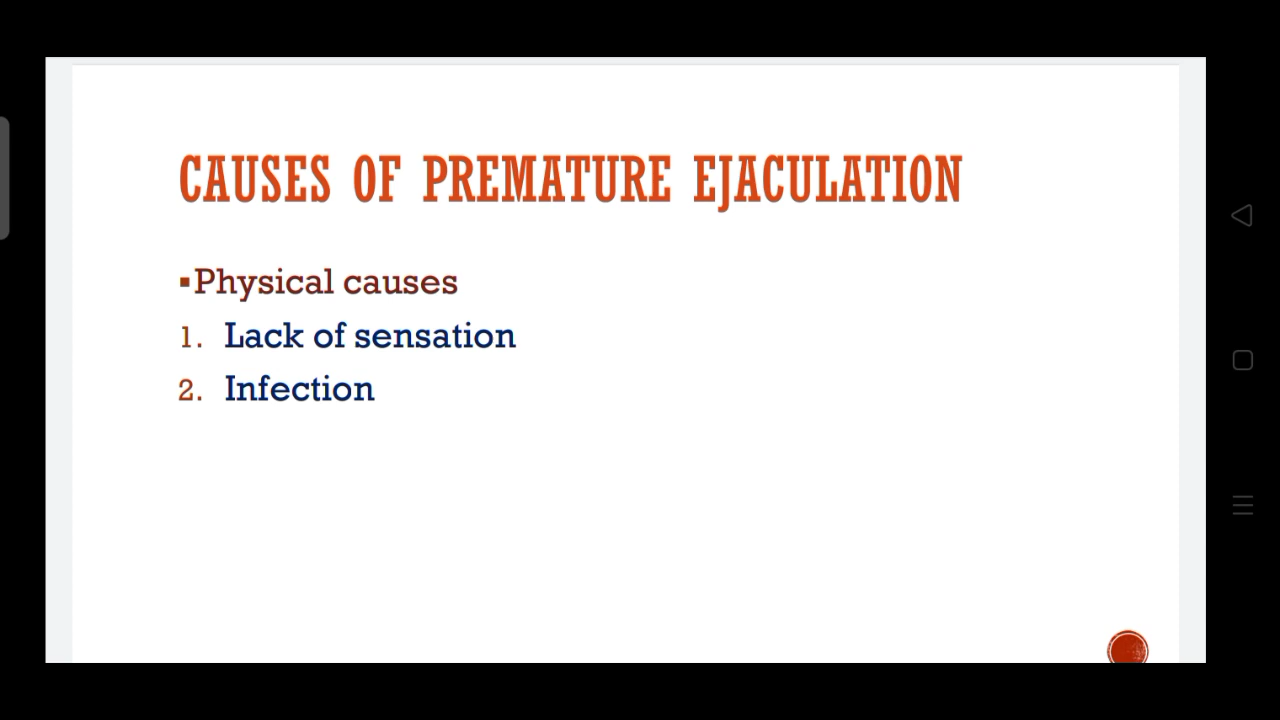 CAUSES OF PREMATURE EJACULATION
▪Physical causes
1. Lack of sensation
2. Infection